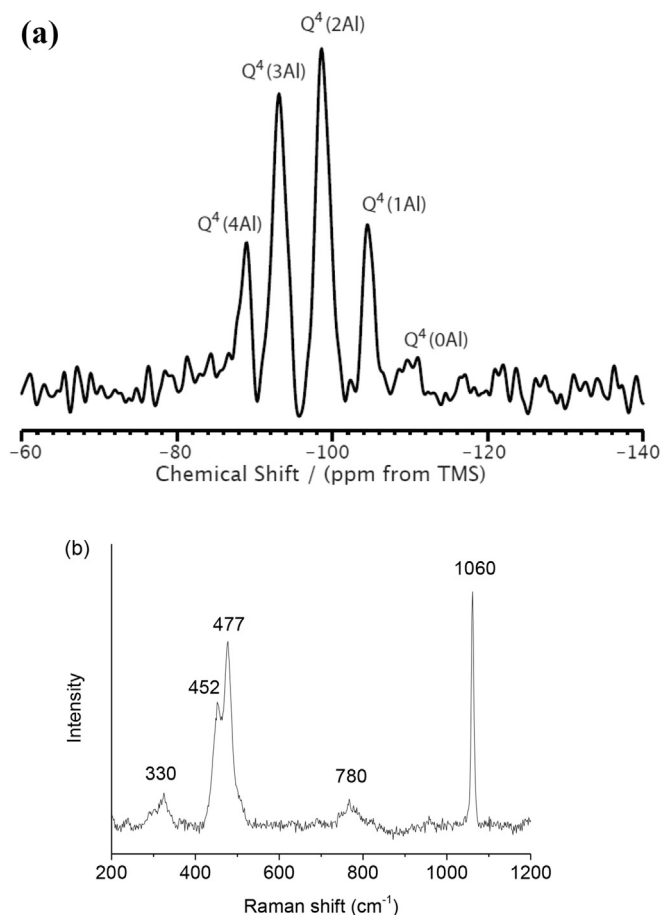 (a)
Q⁴(2Al)
Q⁴(3Al)
Q⁴(1Al)
Q⁴(4Al)
Q⁴(0Al)
−60 −80 −100 −120 −140
Chemical Shift / (ppm from TMS)
(b)
1060
477
452
330 780
Intensity
200 400 600 800 1000 1200
Raman shift (cm⁻¹)